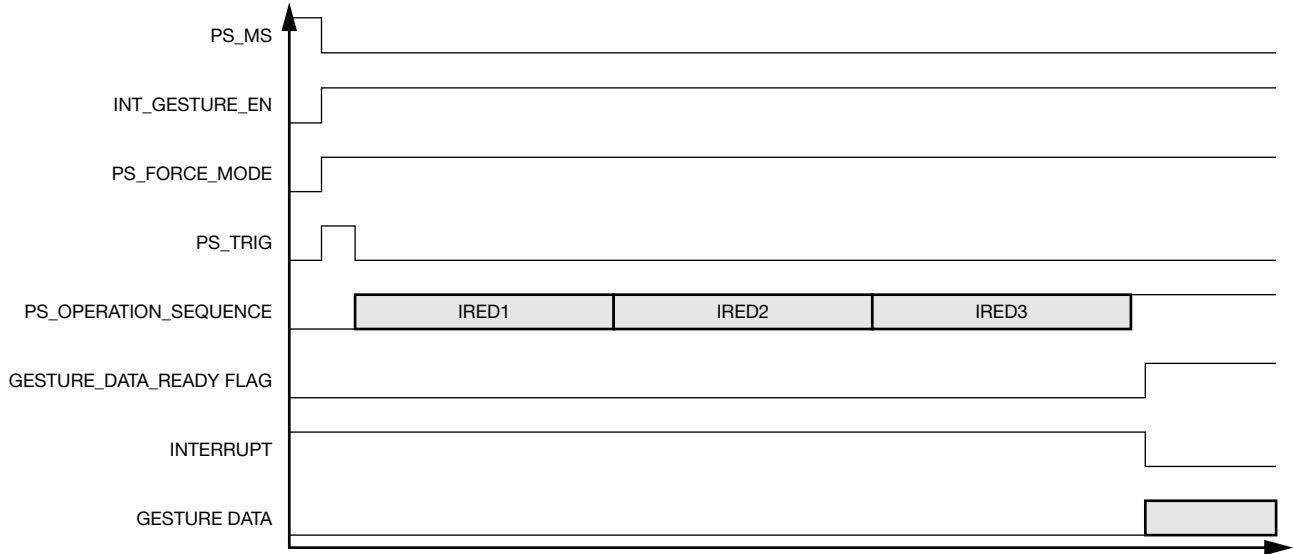 PS_MS
INT_GESTURE_EN
PS_FORCE_MODE
PS_TRIG
PS_OPERATION_SEQUENCE
IRED1
IRED2
IRED3
GESTURE_DATA_READY FLAG
INTERRUPT
GESTURE DATA